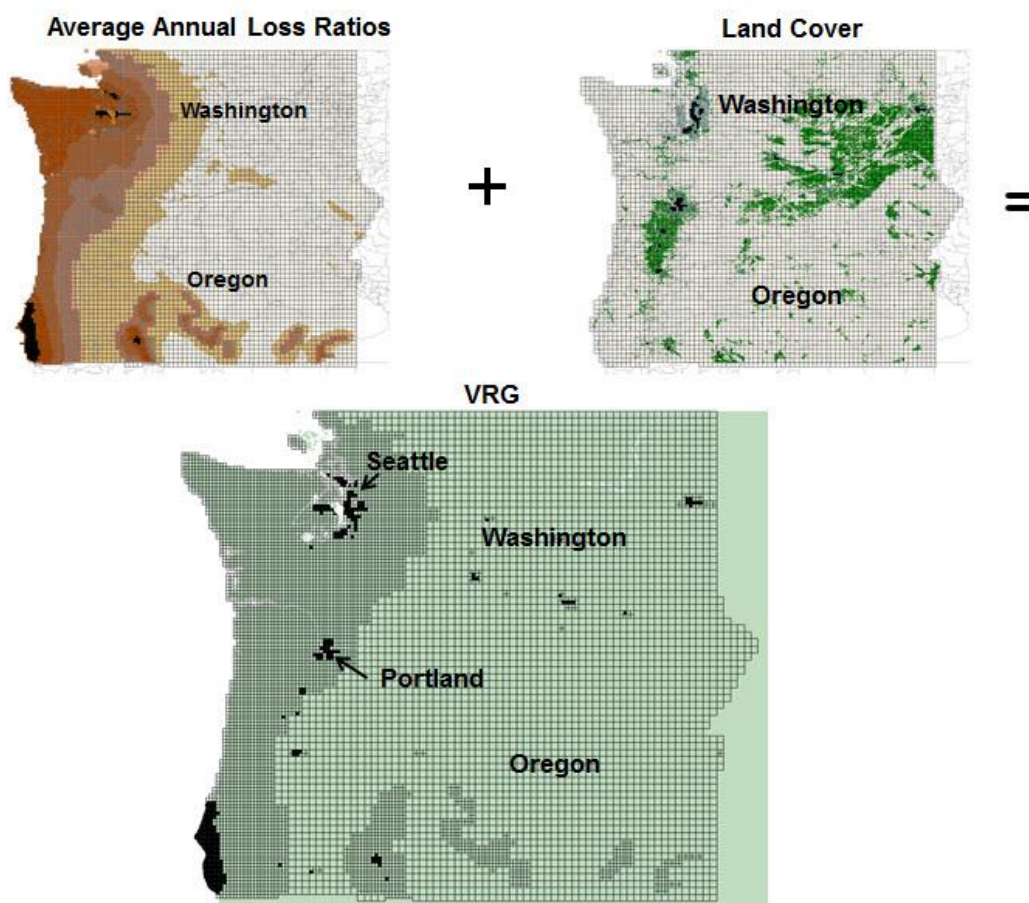 Average Annual Loss Ratios
Washington
Oregon
+
Land Cover
Washington
Oregon
=
VRG
Seattle
Washington
Portland
Oregon